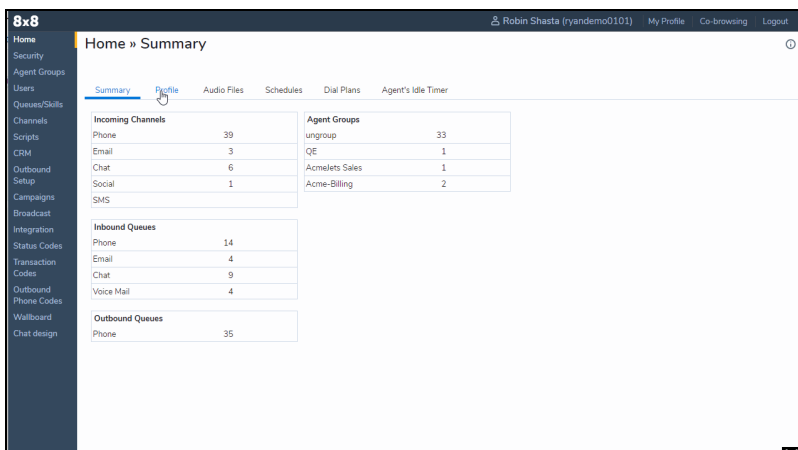 8x8
Robin Shasta (ryandemo0101) My Profile Co-browsing Logout
Home
Security
Agent Groups
Users
Queues/Skills
Channels
Scripts
CRM
Outbound
Setup
Campaigns
Broadcast
Integration
Status Codes
Transaction
Codes
Outbound
Phone Codes
Wallboard
Chat design
Home » Summary
Summary Profile Audio Files Schedules Dial Plans Agent's Idle Timer
Incoming Channels
Phone 39
Email 3
Chat 6
Social 1
SMS
Agent Groups
ungroup 33
QE 1
AcmeJets Sales 1
Acme-Billing 2
Inbound Queues
Phone 14
Email 4
Chat 9
Voice Mail 4
Outbound Queues
Phone 35